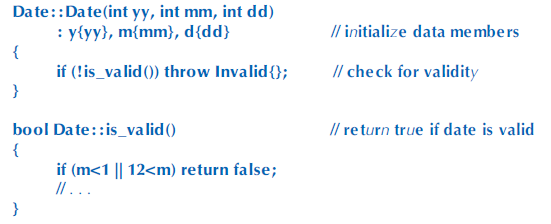 Date::Date(int yy, int mm, int dd)
: y{yy}, m{mm}, d{dd} // initialize data members
{
if (!is_valid()) throw Invalid{}; // check for validity
}
bool Date::is_valid() // return true if date is valid
{
if (m<1 || 12<m) return false;
// . . .
}